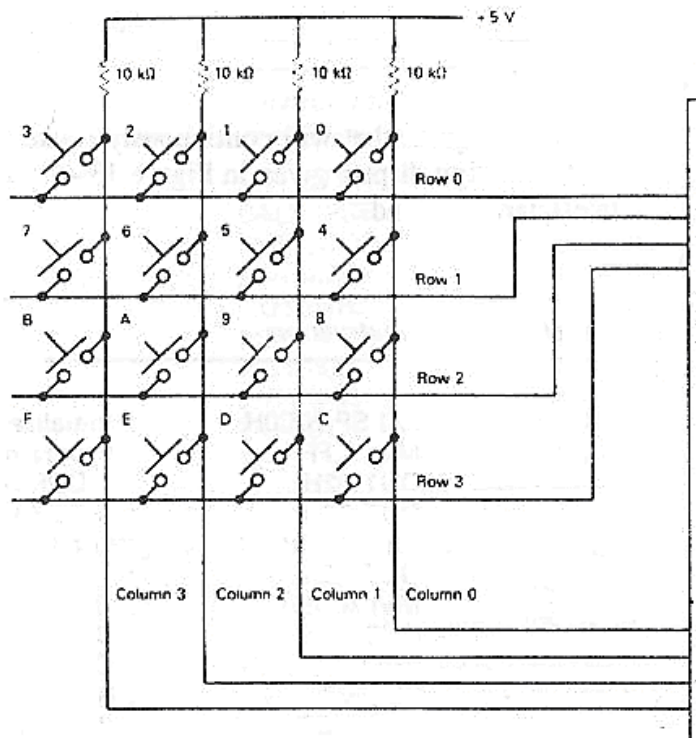 +5 V
10 kΩ 10 kΩ 10 kΩ 10 kΩ
3 2 1 0
Row 0
7 6 5 4
Row 1
B A 9 8
Row 2
F E D C
Row 3
Column 3 Column 2 Column 1 Column 0